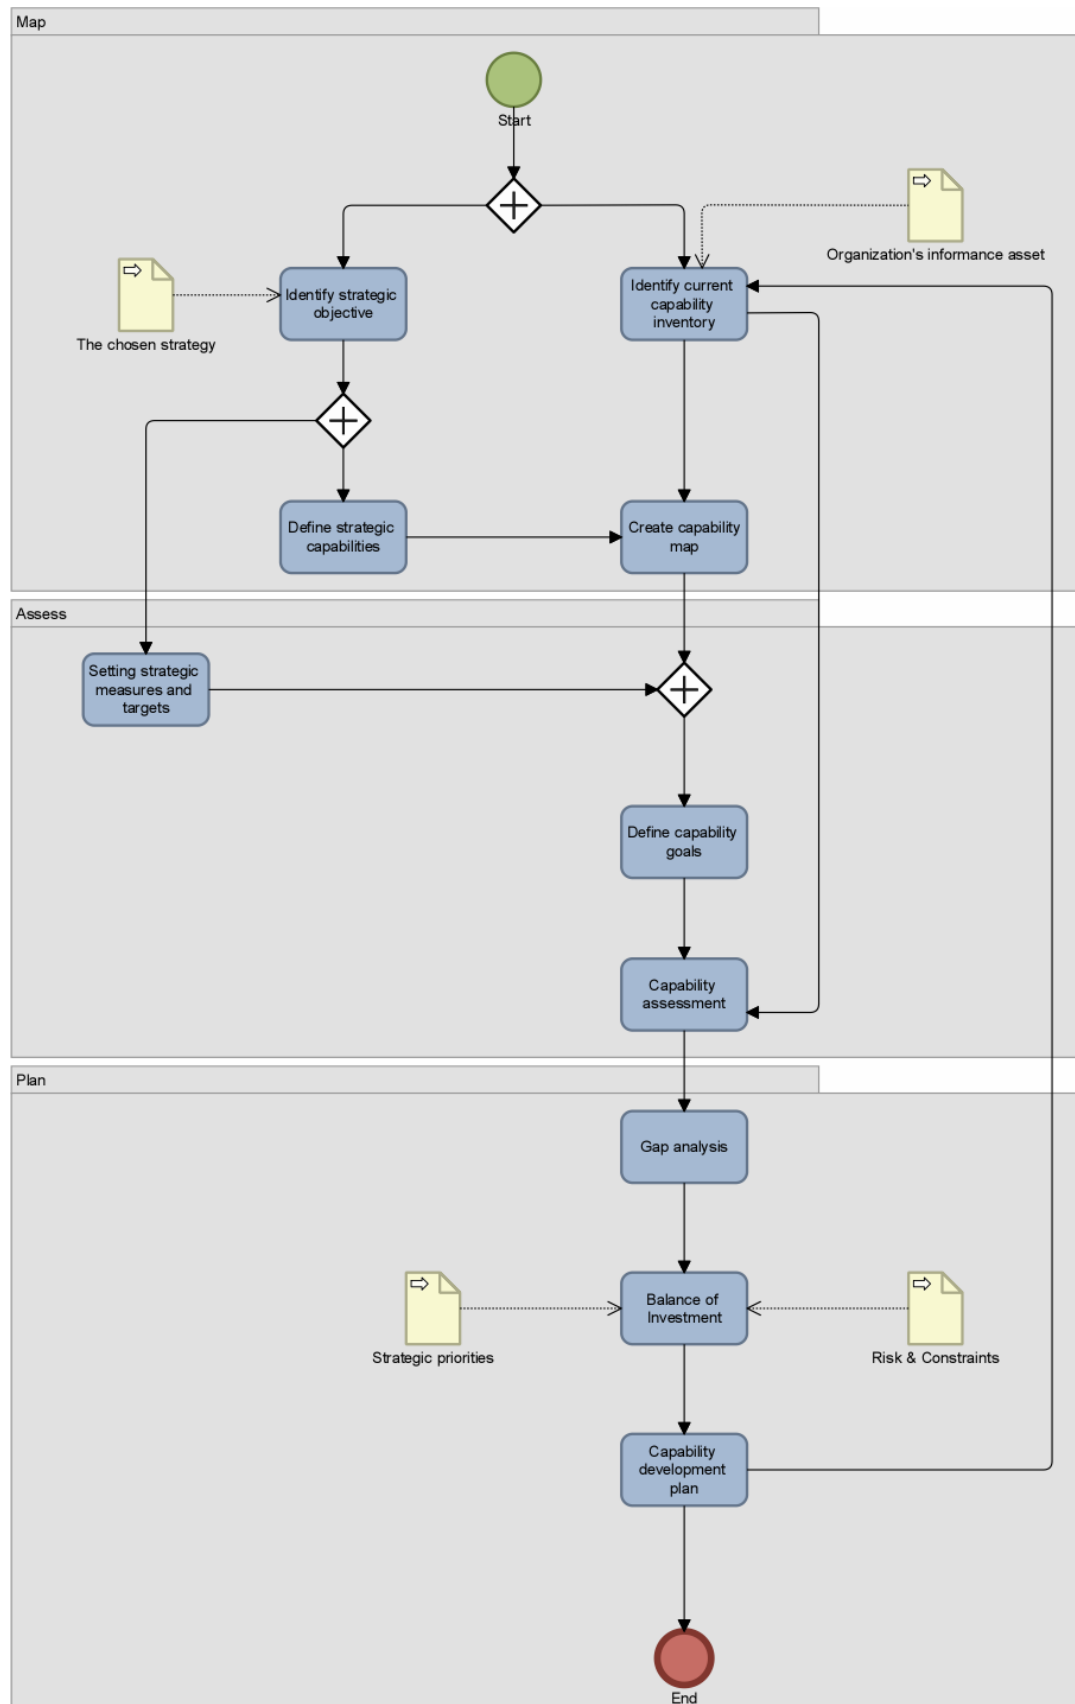 Map
Start
Organization's informance asset
The chosen strategy
Identify strategic
objective
Identify current
capability
inventory
Define strategic
capabilities
Create capability
map
Assess
Setting strategic
measures and
targets
Define capability
goals
Capability
assessment
Plan
Gap analysis
Balance of
Investment
Strategic priorities
Risk & Constraints
Capability
development
plan
End